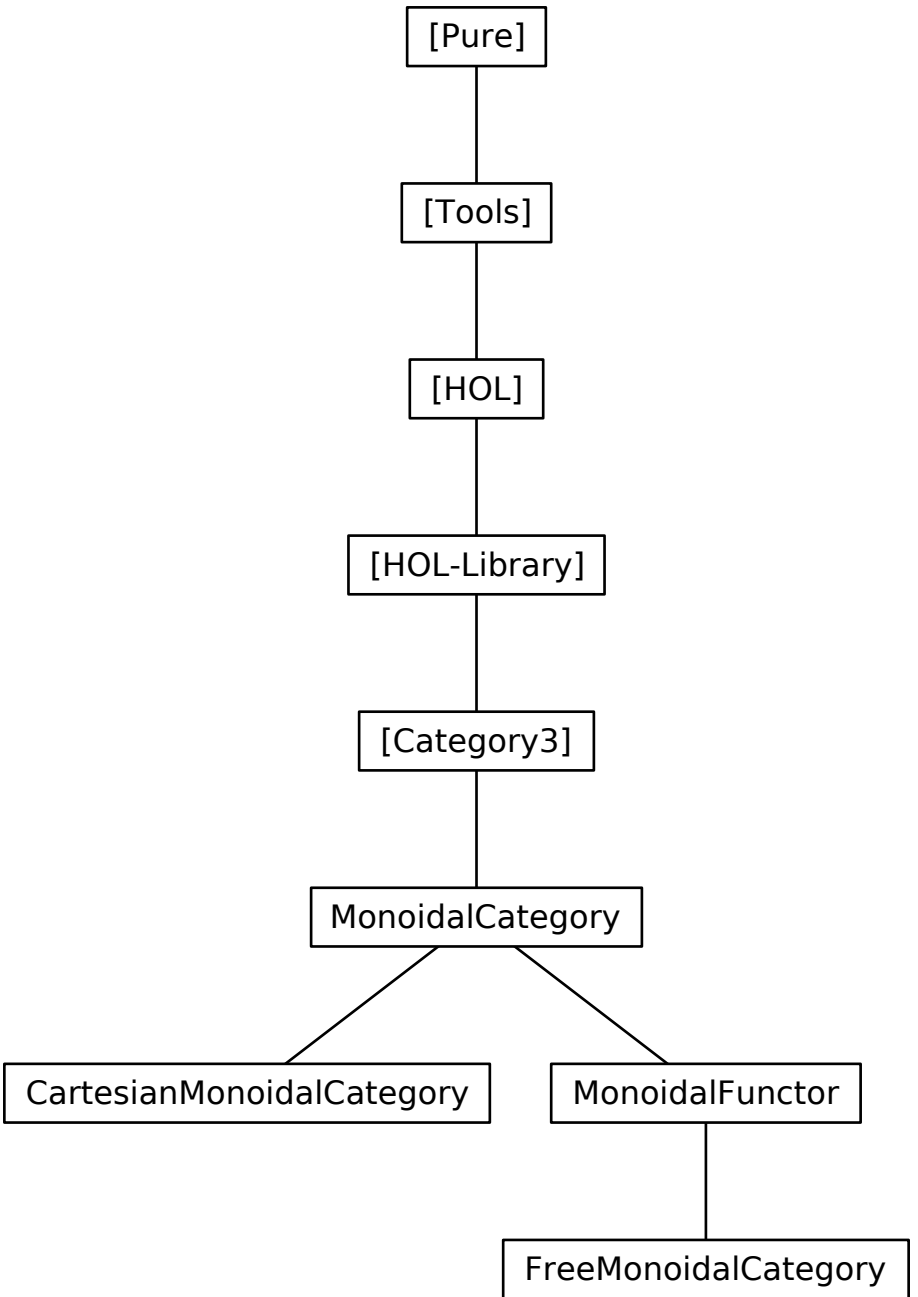 [Pure]
[Tools]
[HOL]
[HOL-Library]
[Category3]
MonoidalCategory
CartesianMonoidalCategory
MonoidalFunctor
FreeMonoidalCategory